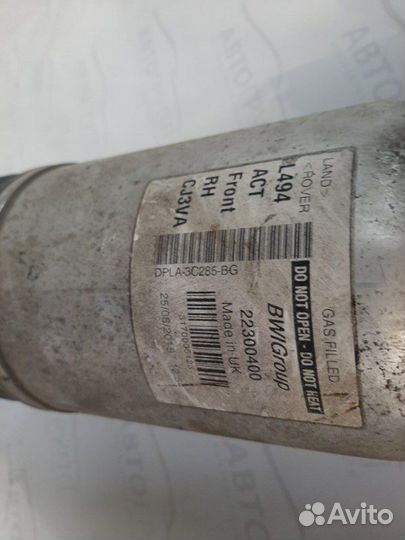 LAND>
<ROVER
L494
ACT
Front
RH
CJ3VA
DPLA-3C285-BG
GAS FILLED
DO NOT OPEN - DO NOT HEAT
BWIGroup
22300400
Made in UK
Avito